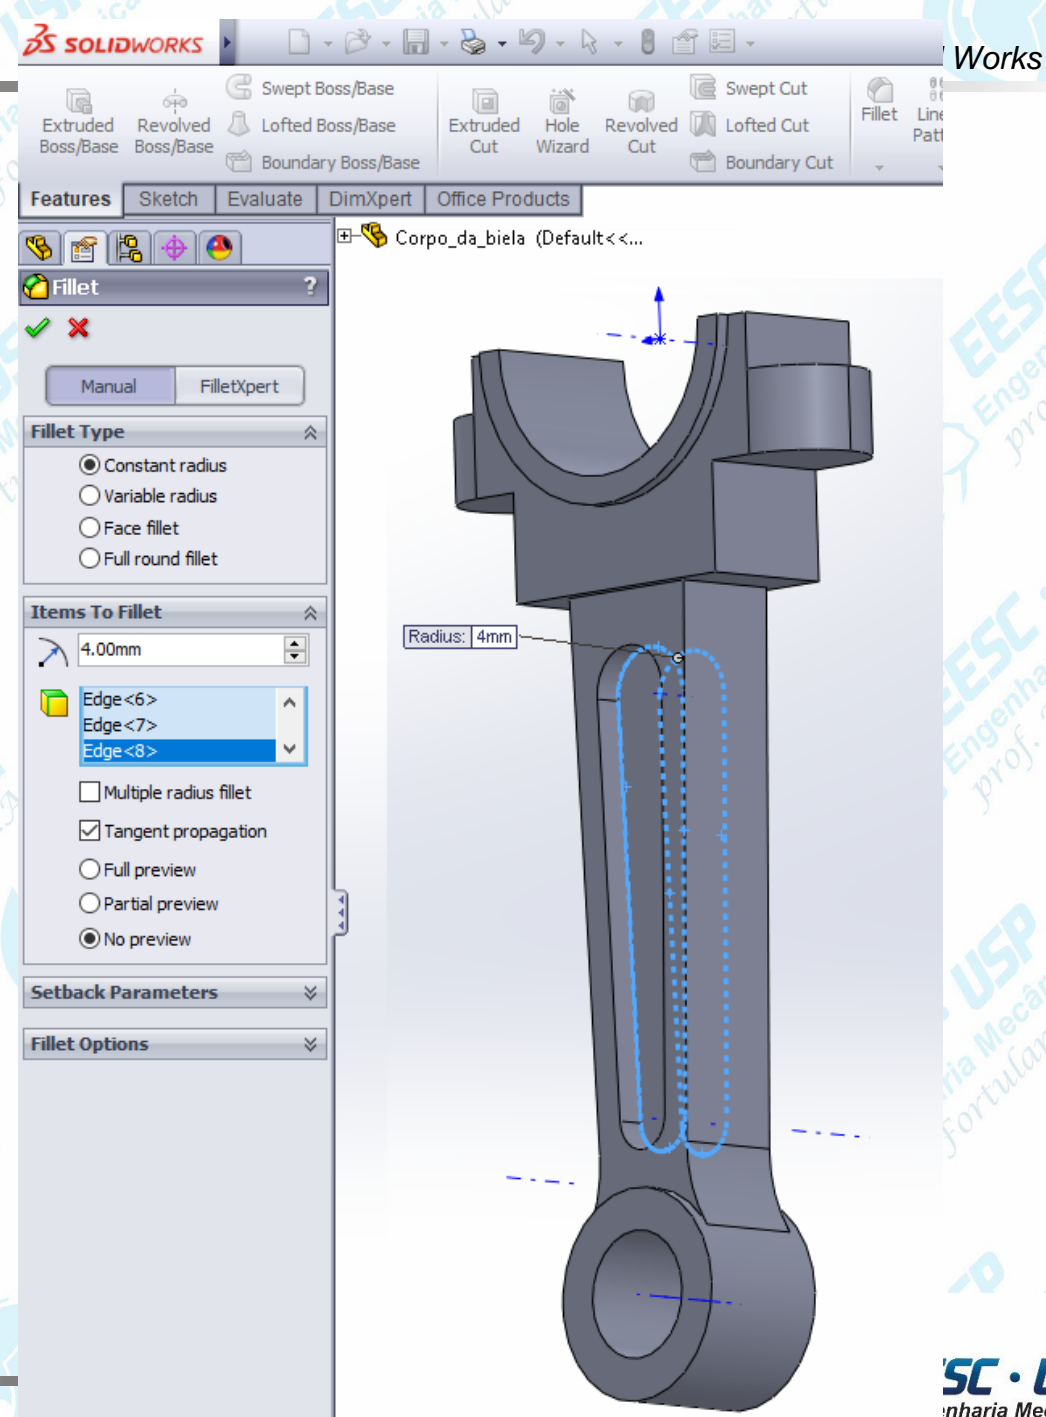 SOLIDWORKS
Works
Extruded Boss/Base
Revolved Boss/Base
Swept Boss/Base
Lofted Boss/Base
Boundary Boss/Base
Extruded Cut
Hole Wizard
Revolved Cut
Swept Cut
Lofted Cut
Boundary Cut
Fillet
Features Sketch Evaluate DimXpert Office Products
Corpo_da_biela (Default<<...
Fillet ?
Manual FilletXpert
Fillet Type
Constant radius
Variable radius
Face fillet
Full round fillet
Items To Fillet
4.00mm
Radius: 4mm
Edge<6>
Edge<7>
Edge<8>
Multiple radius fillet
Tangent propagation
Full preview
Partial preview
No preview
Setback Parameters
Fillet Options